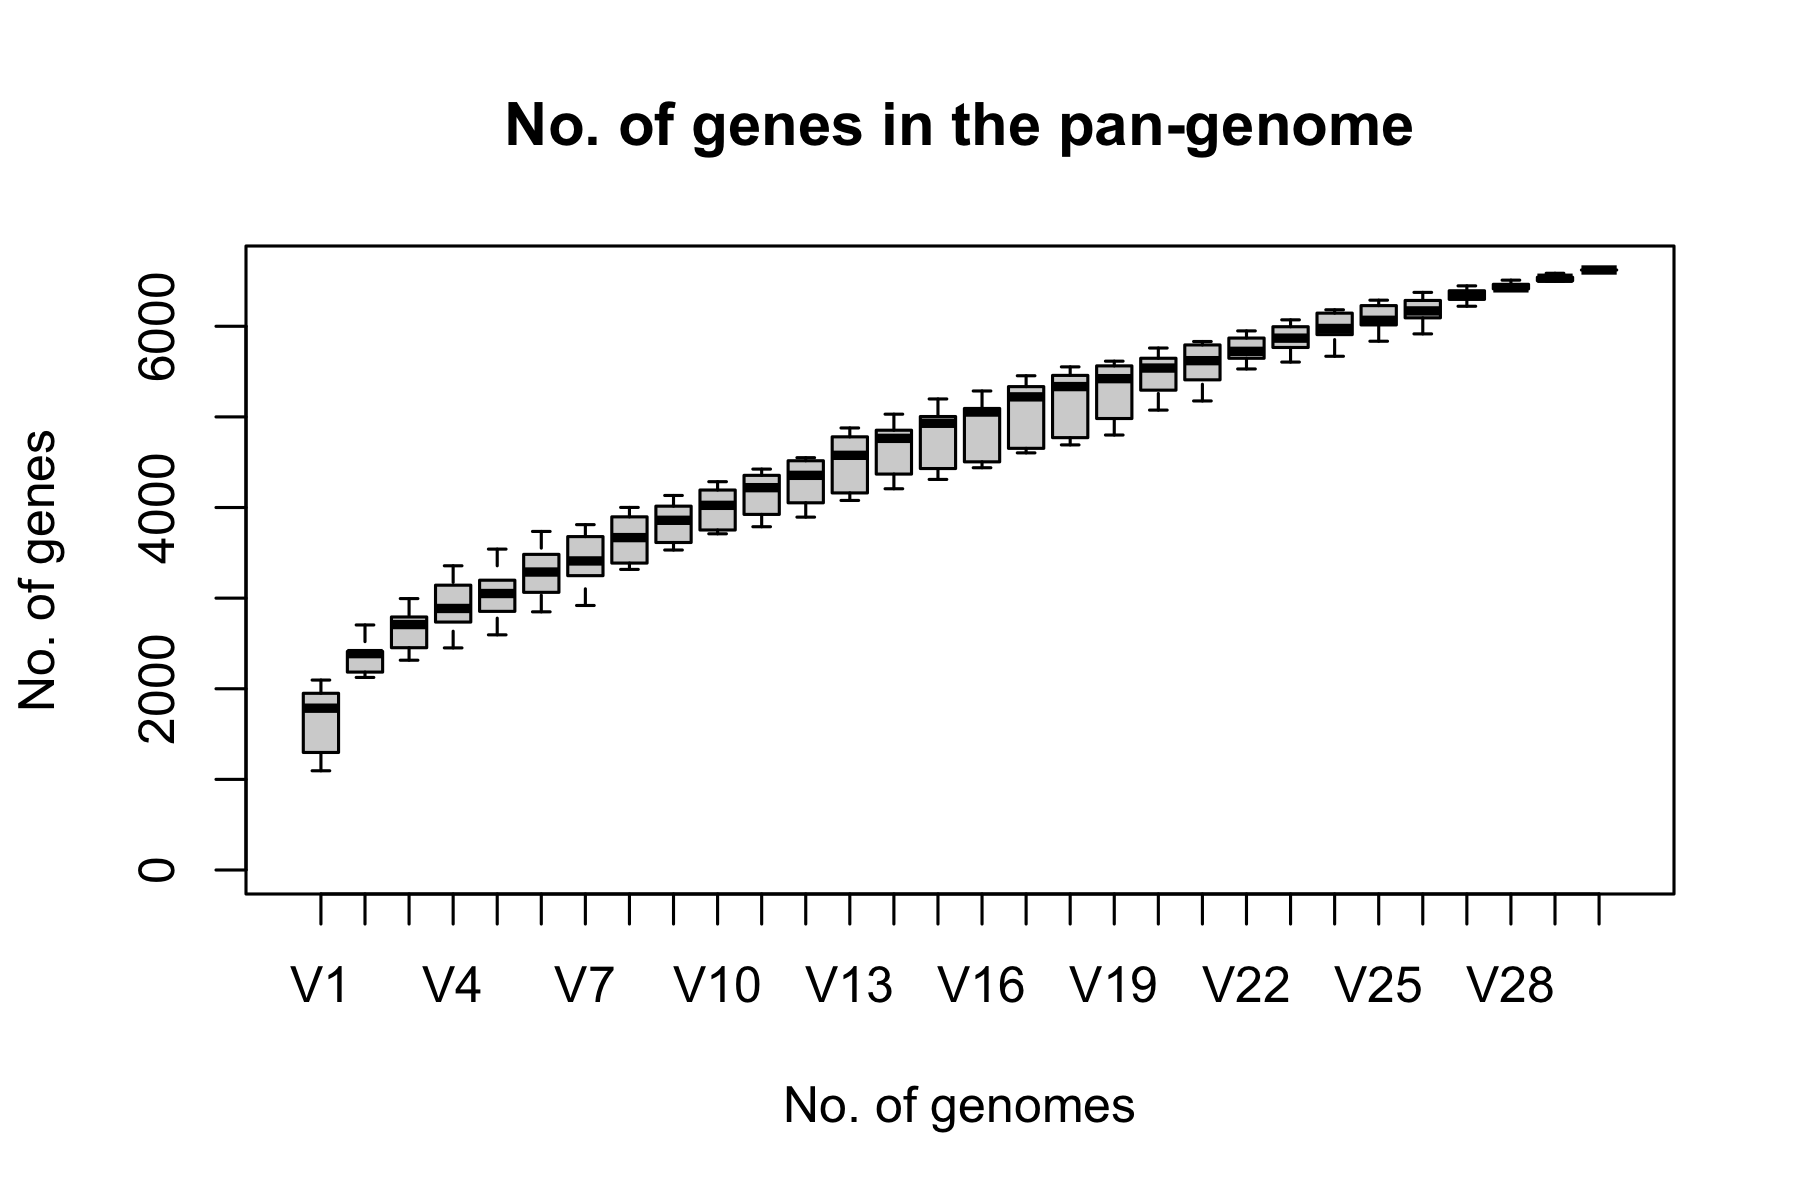 No. of genes in the pan-genome
No. of genes
6000
4000
2000
0
V1 V4 V7 V10 V13 V16 V19 V22 V25 V28
No. of genomes